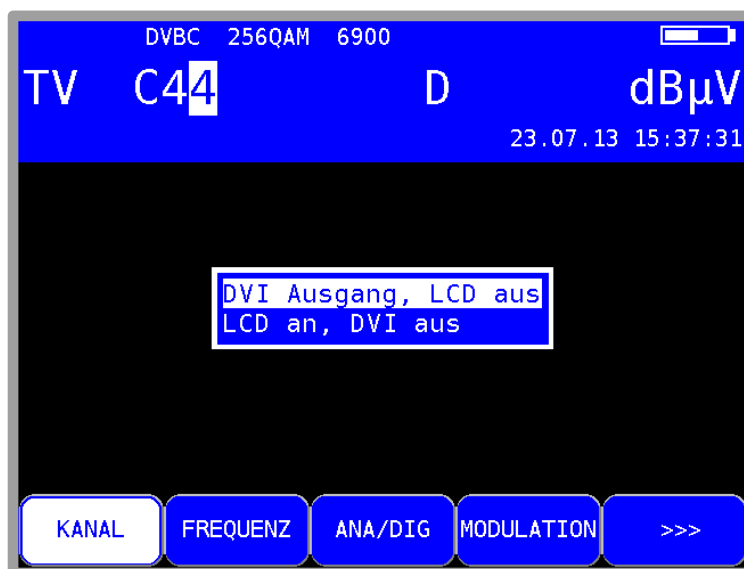 DVBC 256QAM 6900
TV C44 D dBµV
23.07.13 15:37:31
DVI Ausgang, LCD aus
LCD an, DVI aus
KANAL FREQUENZ ANA/DIG MODULATION >>>